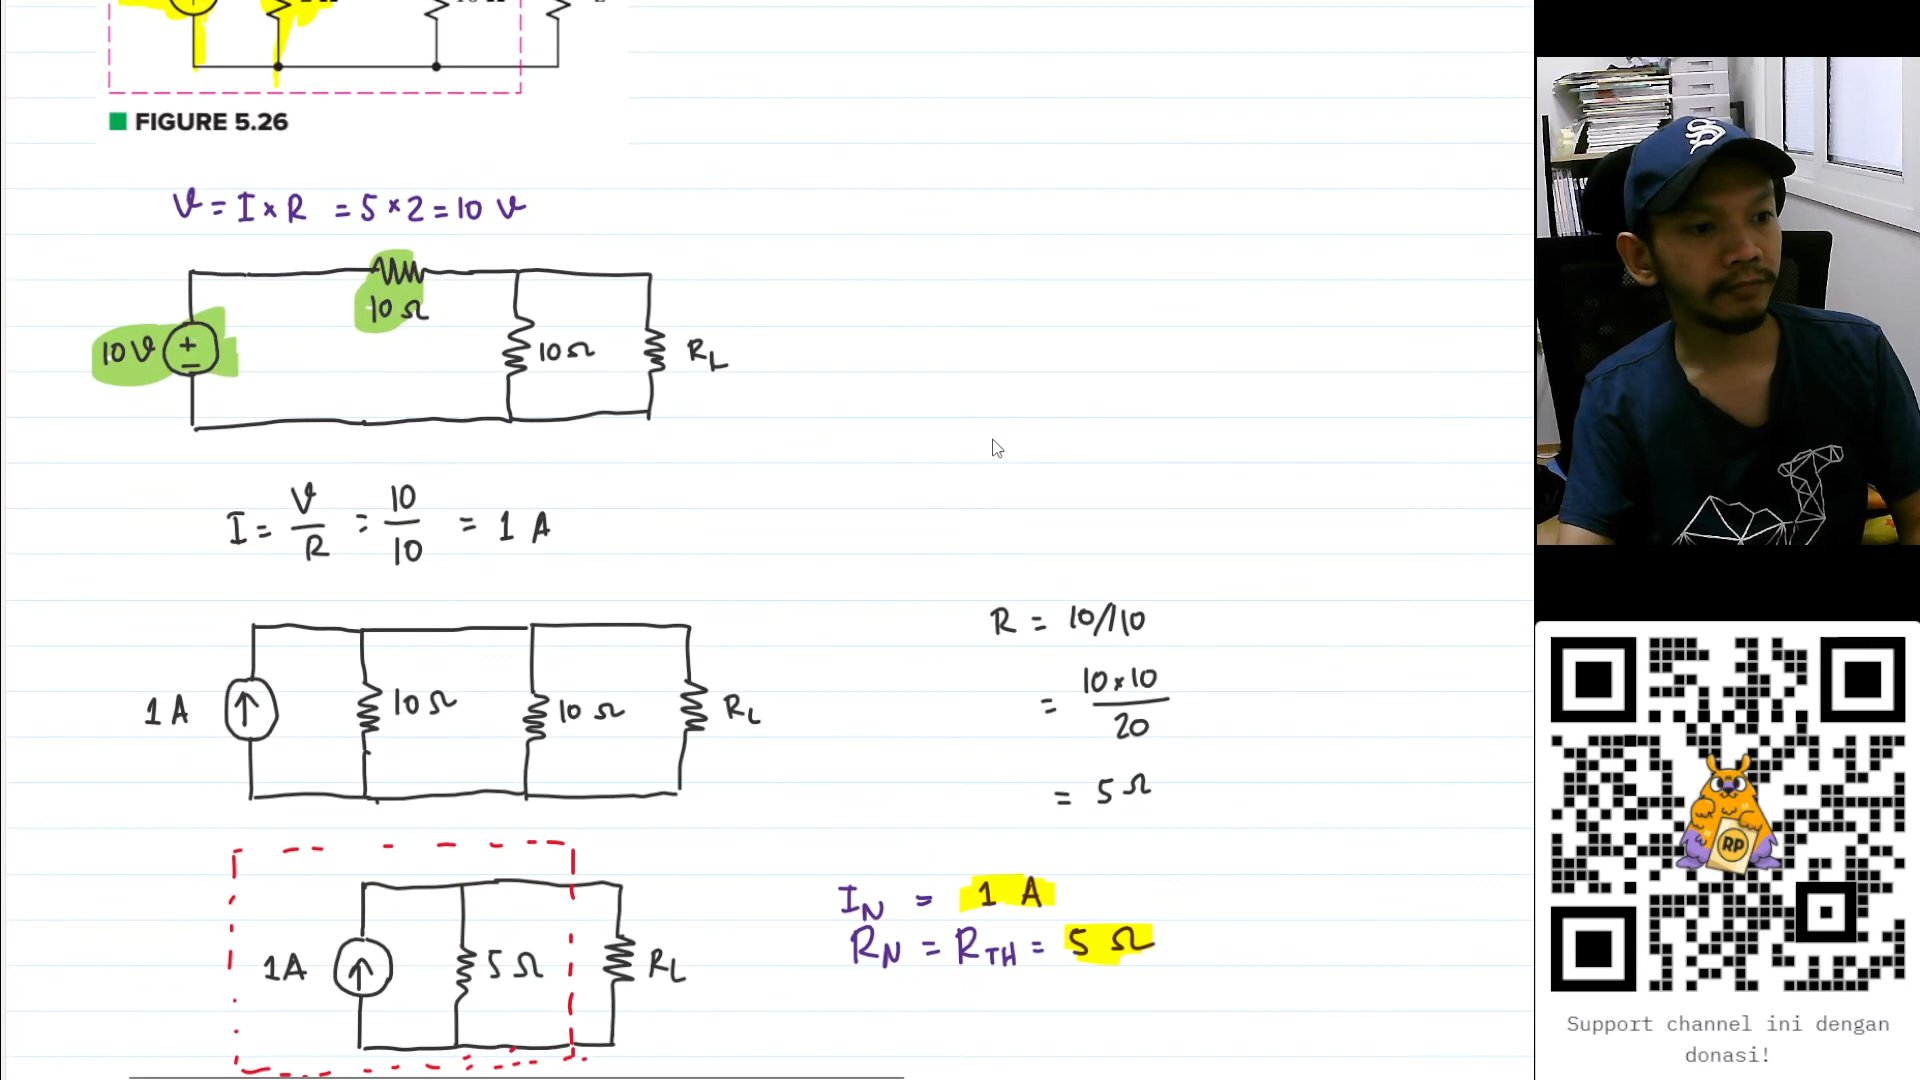 FIGURE 5.26
V = I × R = 5 × 2 = 10 V
10 Ω
10 V
10 Ω
R_L
I = V/R = 10/10 = 1 A
R = 10//10
= 10×10/20
= 5 Ω
1 A
10 Ω
10 Ω
R_L
I_N = 1 A
R_N = R_TH = 5 Ω
1A
5 Ω
R_L
S
RP
Support channel ini dengan
donasi!